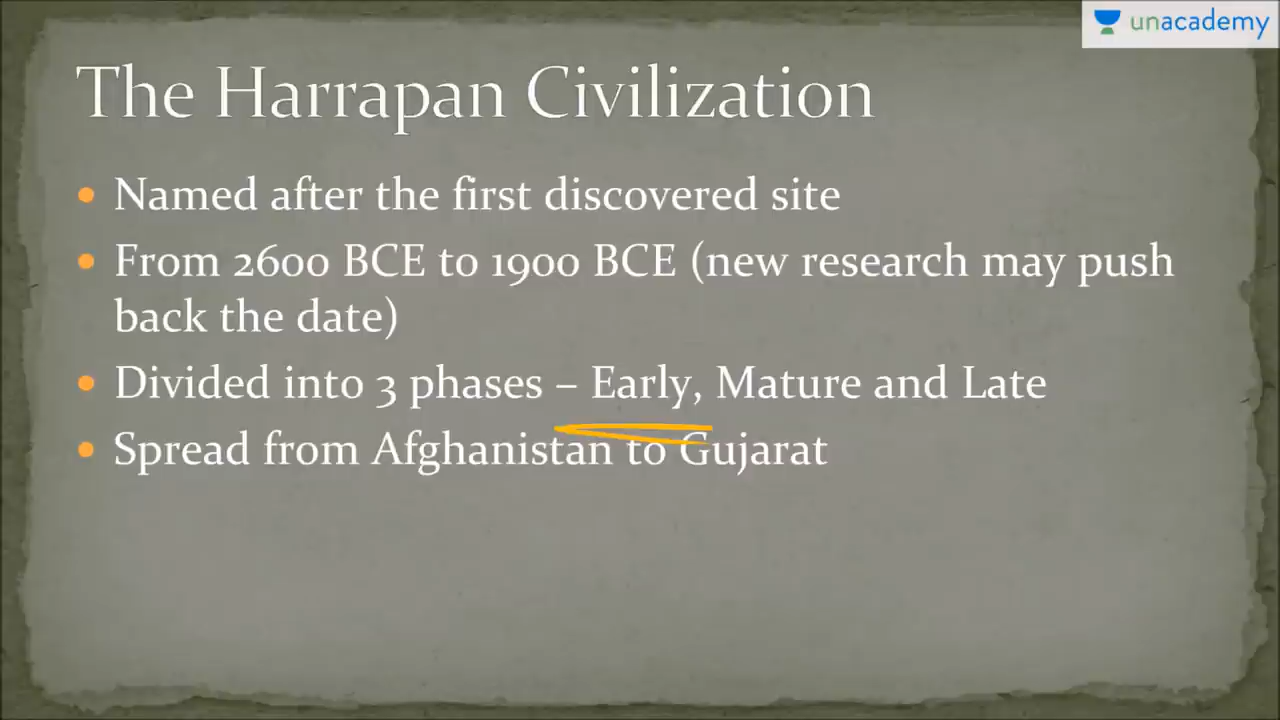 unacademy
The Harrapan Civilization
• Named after the first discovered site
• From 2600 BCE to 1900 BCE (new research may push
back the date)
• Divided into 3 phases – Early, Mature and Late
• Spread from Afghanistan to Gujarat